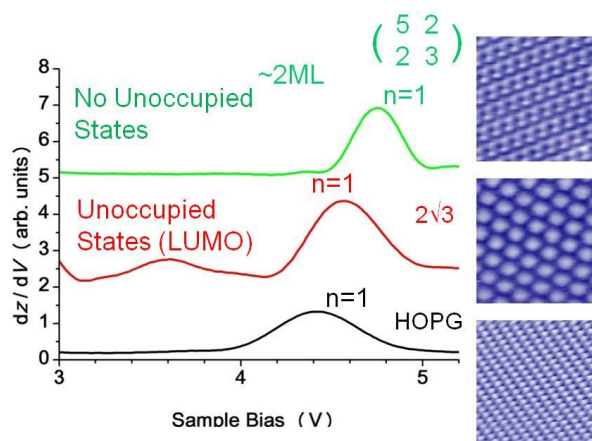 ( 5 2
2 3 )
~2ML
n=1
No Unoccupied
States
n=1
Unoccupied
States (LUMO)
2√3
n=1
HOPG
8
7
6
5
4
3
2
1
0
3 4 5
dz / dV ( arb. units )
Sample Bias (V)